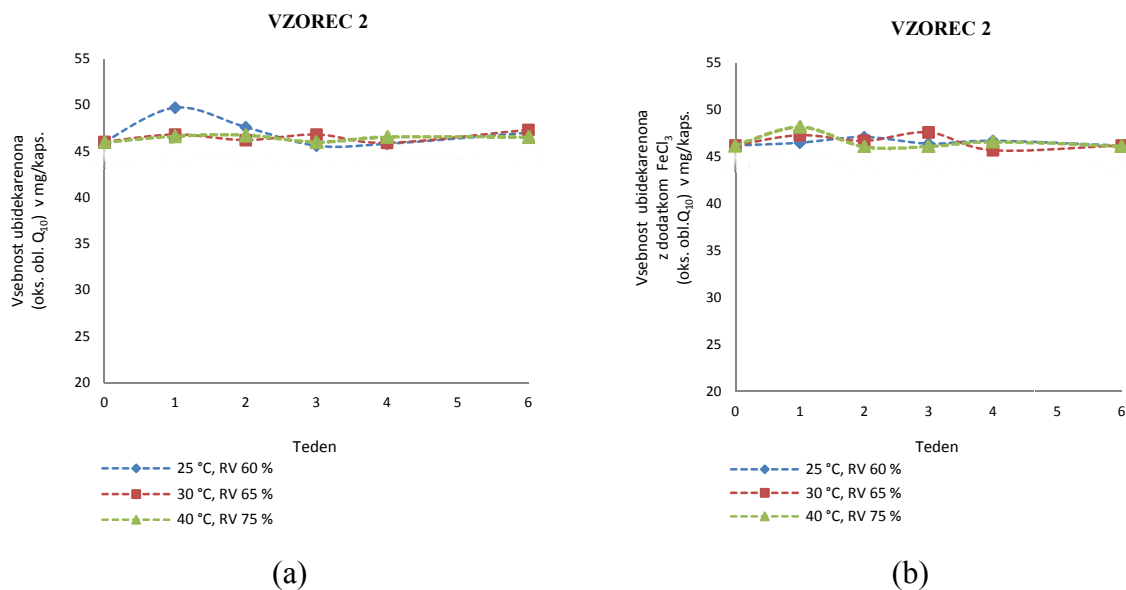 VZOREC 2
Vsebnost ubidekarenona
(oks. obl. Q₁₀) v mg/kaps.
55
50
45
40
35
30
25
20
0 1 2 3 4 5 6
Teden
25 °C, RV 60 %
30 °C, RV 65 %
40 °C, RV 75 %
(a)
VZOREC 2
Vsebnost ubidekarenona
z dodatkom FeCl₃
(oks. obl.Q₁₀) v mg/kaps.
55
50
45
40
35
30
25
20
0 1 2 3 4 5 6
Teden
25 °C, RV 60 %
30 °C, RV 65 %
40 °C, RV 75 %
(b)